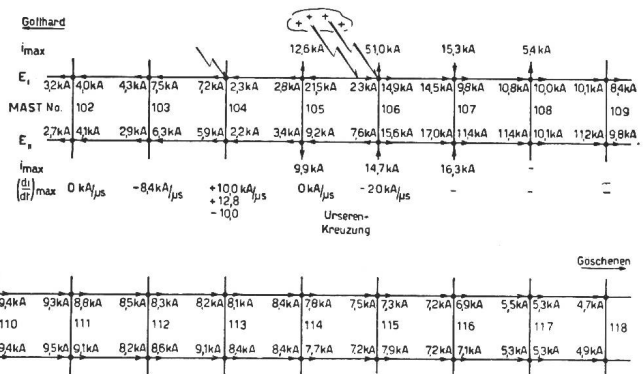 Gotthard
imax 12,6kA 51,0kA 15,3kA 5,4kA
E I 3,2kA 4,0kA 4,3kA 7,5kA 7,2kA 2,3kA 2,8kA 21,5kA 2,3kA 14,9kA 14,5kA 9,8kA 10,8kA 10,0kA 10,1kA 8,4kA
MAST No. 102 103 104 105 106 107 108 109
E II 2,7kA 4,1kA 2,9kA 6,3kA 5,9kA 2,2kA 3,4kA 9,2kA 7,6kA 15,6kA 17,0kA 11,4kA 11,4kA 10,1kA 11,2kA 9,8kA
imax 9,9kA 14,7kA 16,3kA -
(di/dt)max 0 kA/µs -8,4kA/µs +10,0 kA/µs 0kA/µs -20kA/µs - - -
+12,8
-10,0
Urseren-
Kreuzung
Goschenen
9,4kA 9,3kA 8,8kA 8,5kA 8,3kA 8,2kA 8,1kA 8,4kA 7,8kA 7,5kA 7,3kA 7,2kA 6,9kA 5,5kA 5,3kA 4,7kA
110 111 112 113 114 115 116 117 118
9,4kA 9,5kA 9,1kA 8,2kA 8,6kA 9,1kA 8,4kA 8,4kA 7,7kA 7,2kA 7,9kA 7,2kA 7,1kA 5,3kA 5,3kA 4,9kA